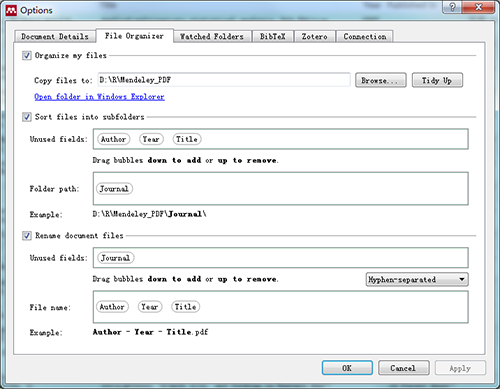 Options
Document Details File Organizer Watched Folders BibTeX Zotero Connection
Organize my files
Copy files to: D:\R\Mendeley_PDF Browse... Tidy Up
Open folder in Windows Explorer
Sort files into subfolders
Unused fields: Author Year Title
Drag bubbles down to add or up to remove.
Folder path: Journal
Example: D:\R\Mendeley_PDF\Journal\
Rename document files
Unused fields: Journal
Drag bubbles down to add or up to remove. Hyphen-separated
File name: Author Year Title
Example: Author - Year - Title.pdf
OK Cancel Apply